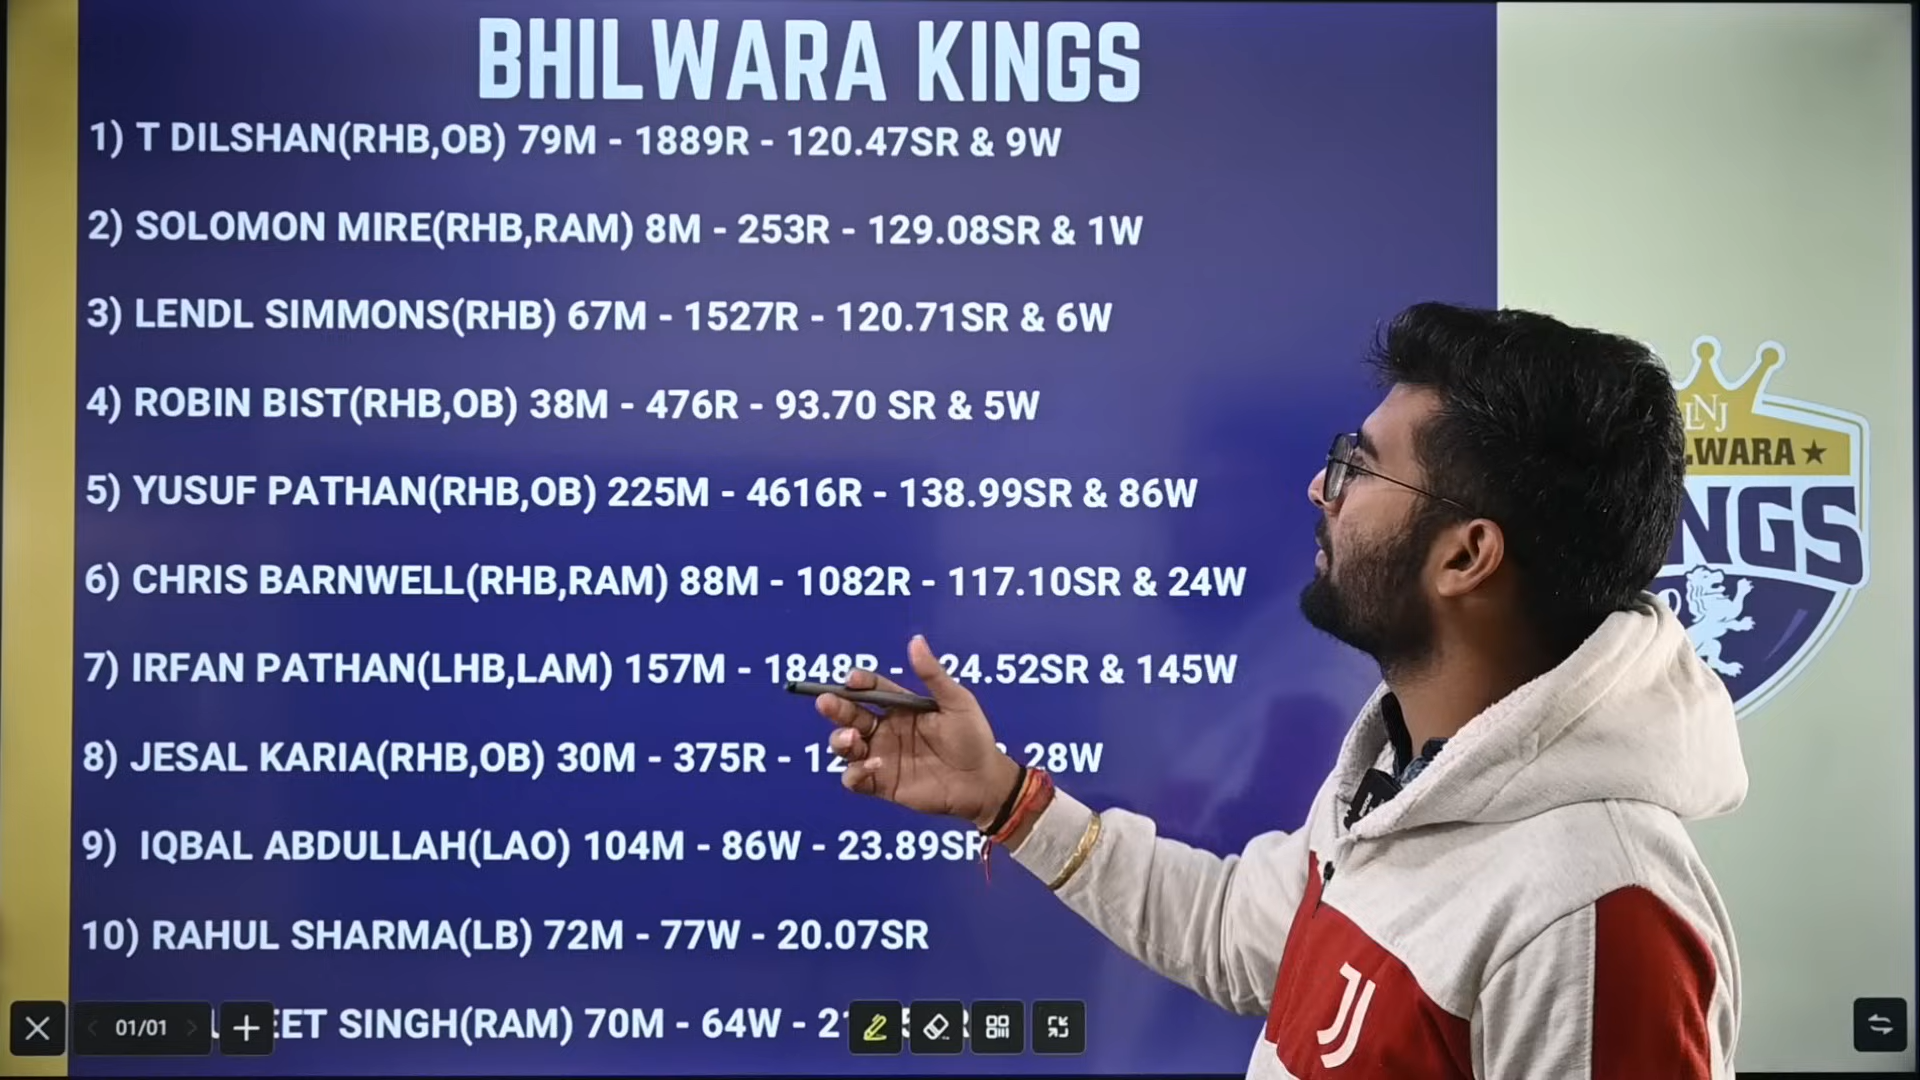 BHILWARA KINGS
1) T DILSHAN(RHB,OB) 79M - 1889R - 120.47SR & 9W
2) SOLOMON MIRE(RHB,RAM) 8M - 253R - 129.08SR & 1W
3) LENDL SIMMONS(RHB) 67M - 1527R - 120.71SR & 6W
4) ROBIN BIST(RHB,OB) 38M - 476R - 93.70 SR & 5W
5) YUSUF PATHAN(RHB,OB) 225M - 4616R - 138.99SR & 86W
6) CHRIS BARNWELL(RHB,RAM) 88M - 1082R - 117.10SR & 24W
7) IRFAN PATHAN(LHB,LAM) 157M - 1848R - 24.52SR & 145W
8) JESAL KARIA(RHB,OB) 30M - 375R - 28W
9) IQBAL ABDULLAH(LAO) 104M - 86W - 23.89SR
10) RAHUL SHARMA(LB) 72M - 77W - 20.07SR
SINGH(RAM) 70M - 64W -
01/01
LNJ
LWARA
NGS